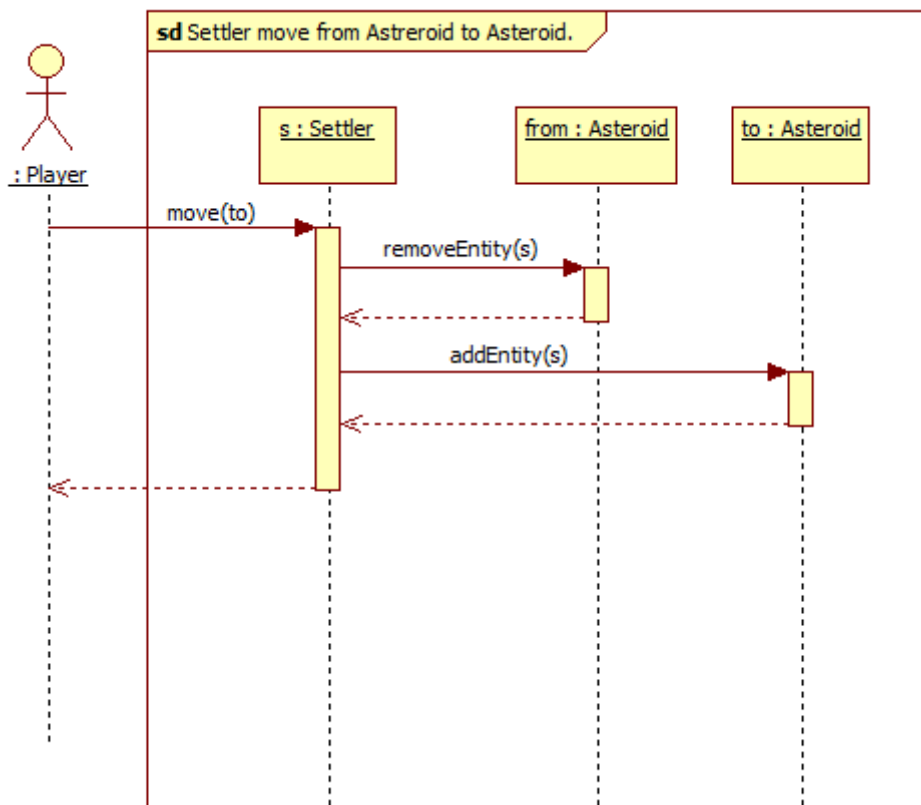 sd Settler move from Astreroid to Asteroid.
: Player
s : Settler
from : Asteroid
to : Asteroid
move(to)
removeEntity(s)
addEntity(s)